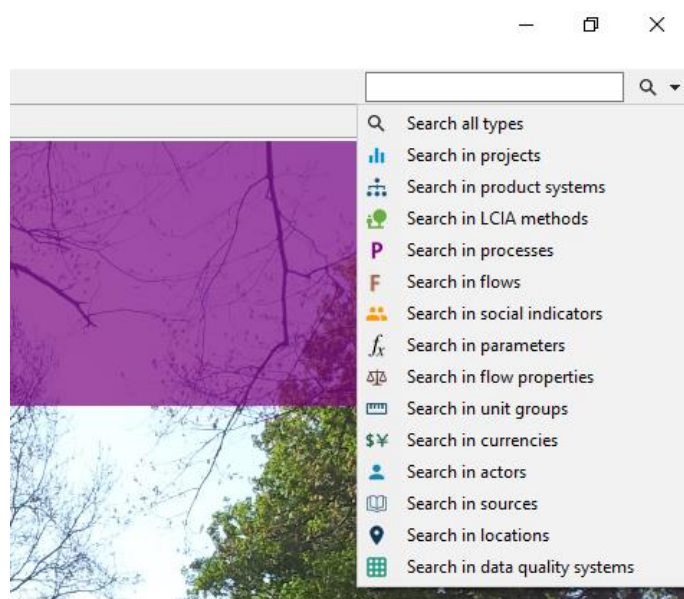 Search all types
Search in projects
Search in product systems
Search in LCIA methods
P Search in processes
F Search in flows
Search in social indicators
fx Search in parameters
Search in flow properties
Search in unit groups
$¥ Search in currencies
Search in actors
Search in sources
Search in locations
Search in data quality systems